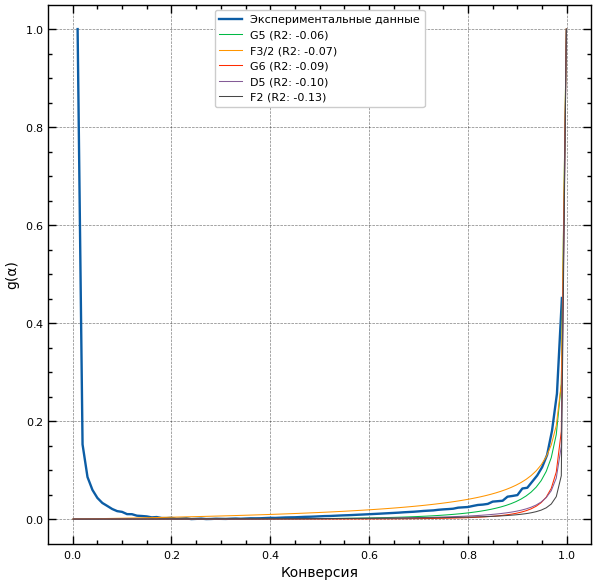 Экспериментальные данные
G5 (R2: -0.06)
F3/2 (R2: -0.07)
G6 (R2: -0.09)
D5 (R2: -0.10)
F2 (R2: -0.13)
1.0
0.8
0.6
0.4
0.2
0.0
g(α)
0.0 0.2 0.4 0.6 0.8 1.0
Конверсия